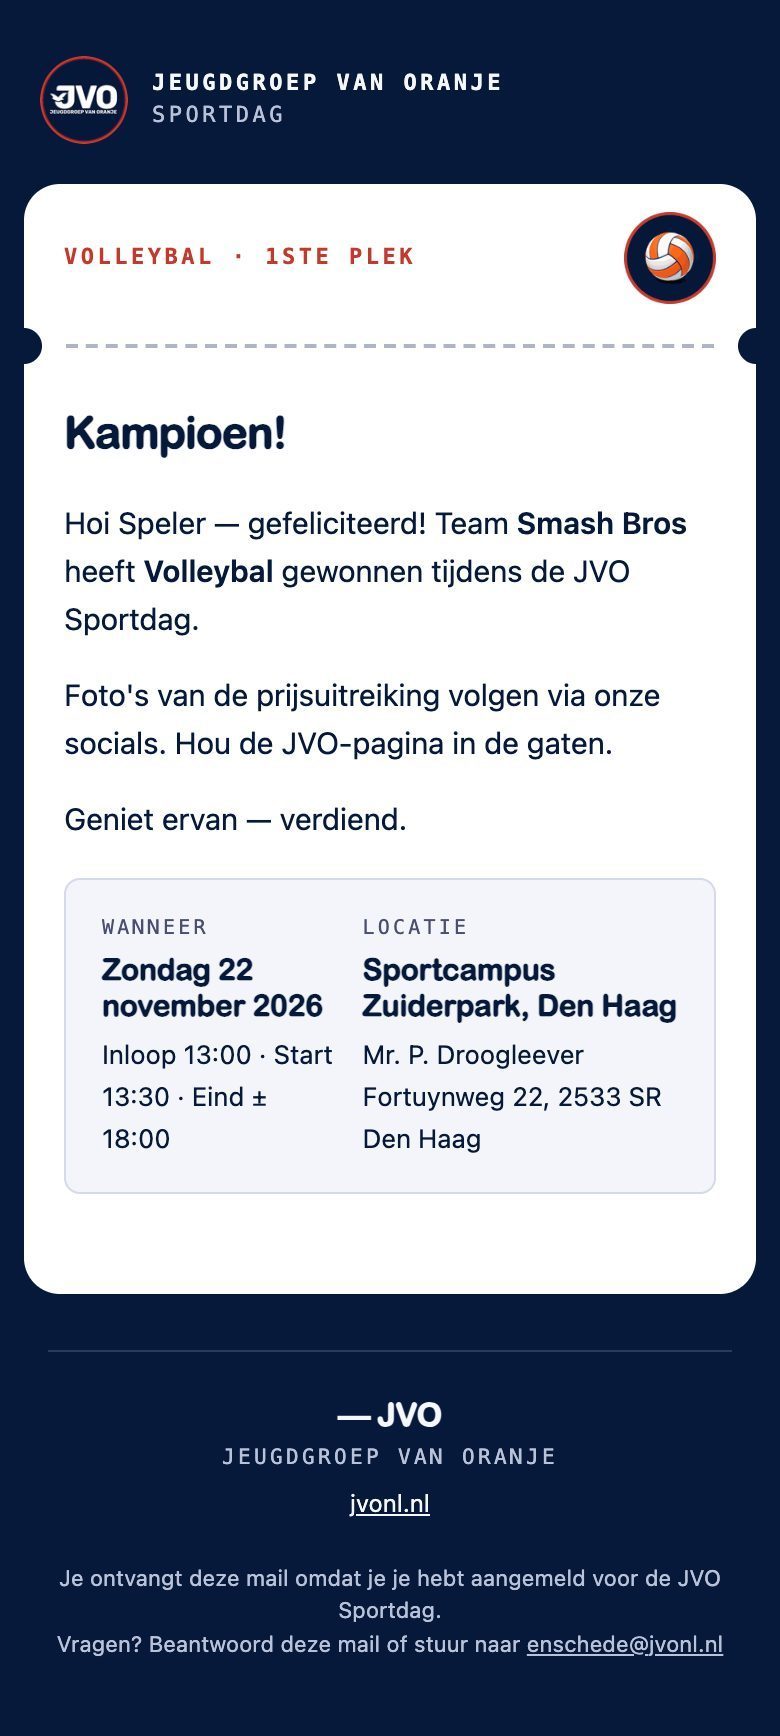 JVO
JEUGDGROEP VAN ORANJE
JEUGDGROEP VAN ORANJE
SPORTDAG
VOLLEYBAL · 1STE PLEK
Kampioen!
Hoi Speler — gefeliciteerd! Team Smash Bros
heeft Volleybal gewonnen tijdens de JVO
Sportdag.
Foto's van de prijsuitreiking volgen via onze
socials. Hou de JVO-pagina in de gaten.
Geniet ervan — verdiend.
WANNEER
Zondag 22
november 2026
Inloop 13:00 · Start
13:30 · Eind ±
18:00
LOCATIE
Sportcampus
Zuiderpark, Den Haag
Mr. P. Droogleever
Fortuynweg 22, 2533 SR
Den Haag
— JVO
JEUGDGROEP VAN ORANJE
jvonl.nl
Je ontvangt deze mail omdat je je hebt aangemeld voor de JVO
Sportdag.
Vragen? Beantwoord deze mail of stuur naar enschede@jvonl.nl